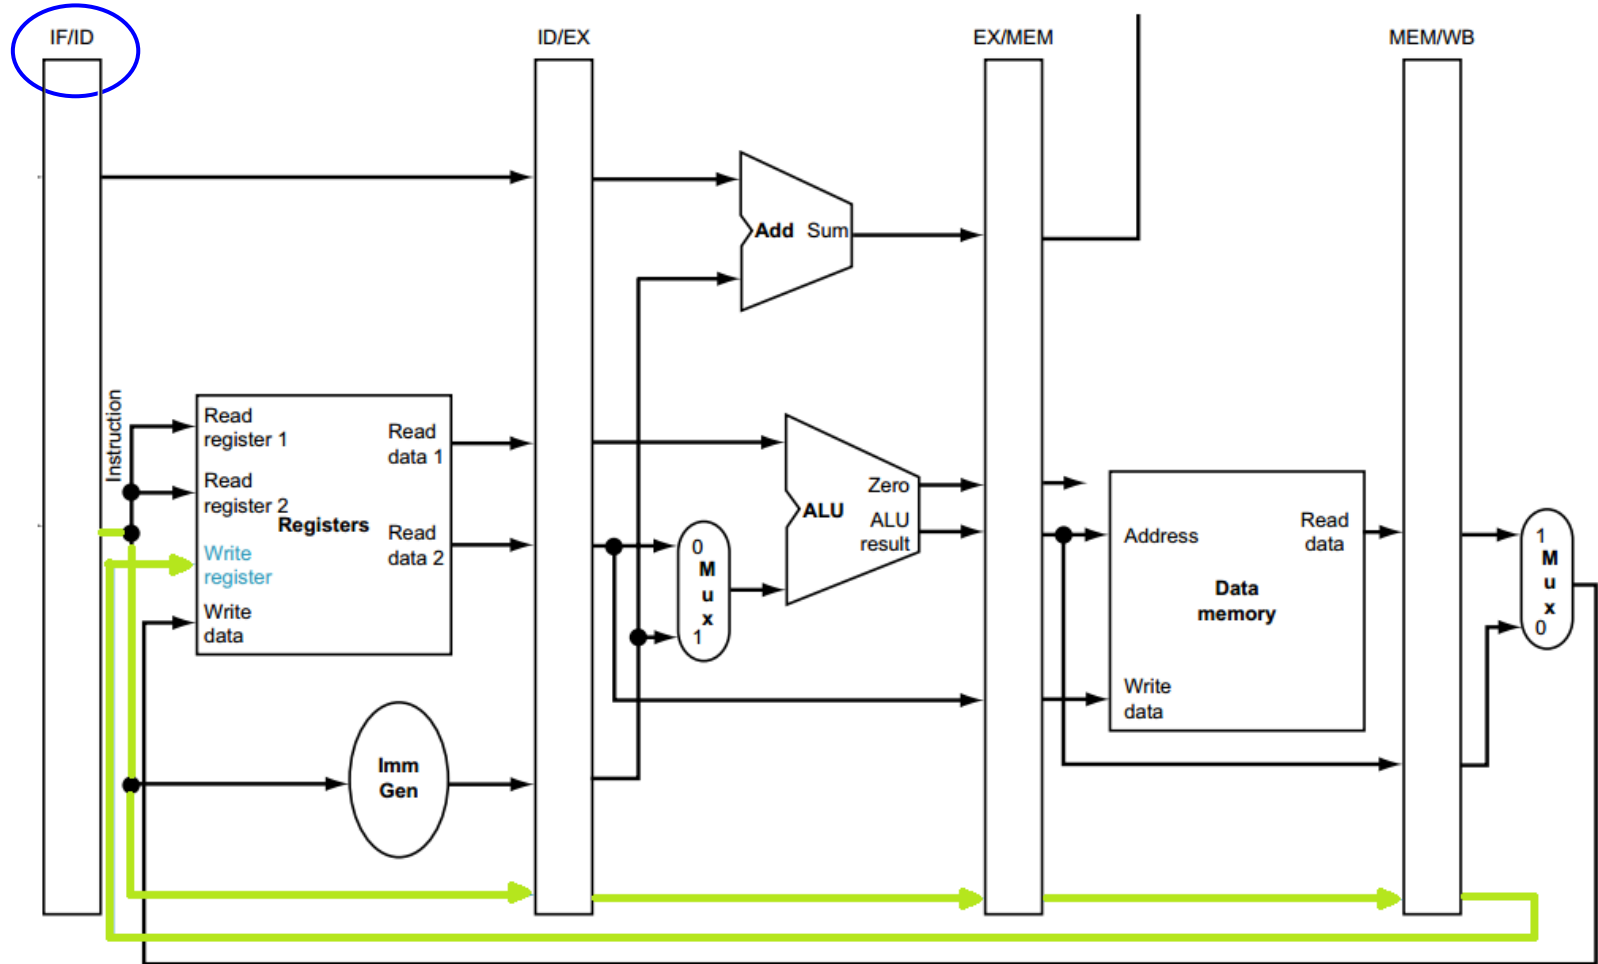 IF/ID
ID/EX
EX/MEM
MEM/WB
Add Sum
Instruction
Read
register 1
Read
register 2
Registers
Write
register
Write
data
Read
data 1
Read
data 2
Imm
Gen
0
M
u
x
1
Zero
ALU
ALU
result
Address
Read
data
Data
memory
Write
data
1
M
u
x
0